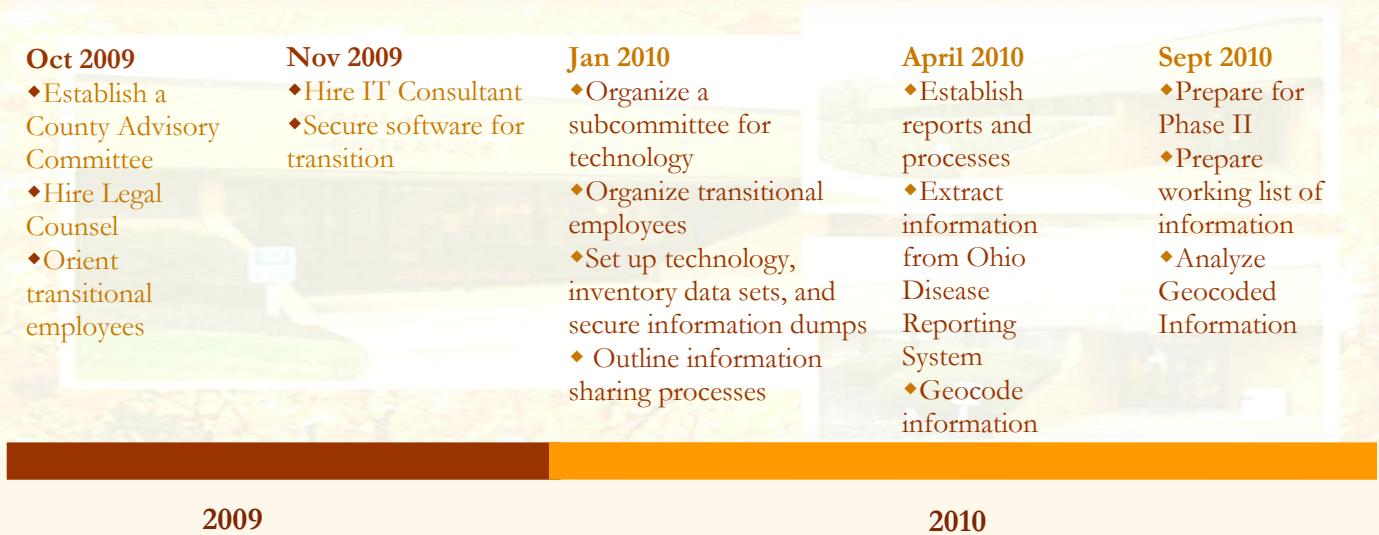 Oct 2009
◆Establish a
County Advisory
Committee
◆Hire Legal
Counsel
◆Orient
transitional
employees
Nov 2009
◆Hire IT Consultant
◆Secure software for
transition
Jan 2010
◆Organize a
subcommittee for
technology
◆Organize transitional
employees
◆Set up technology,
inventory data sets, and
secure information dumps
◆ Outline information
sharing processes
April 2010
◆Establish
reports and
processes
◆Extract
information
from Ohio
Disease
Reporting
System
◆Geocode
information
Sept 2010
◆Prepare for
Phase II
◆Prepare
working list of
information
◆Analyze
Geocoded
Information
2009
2010